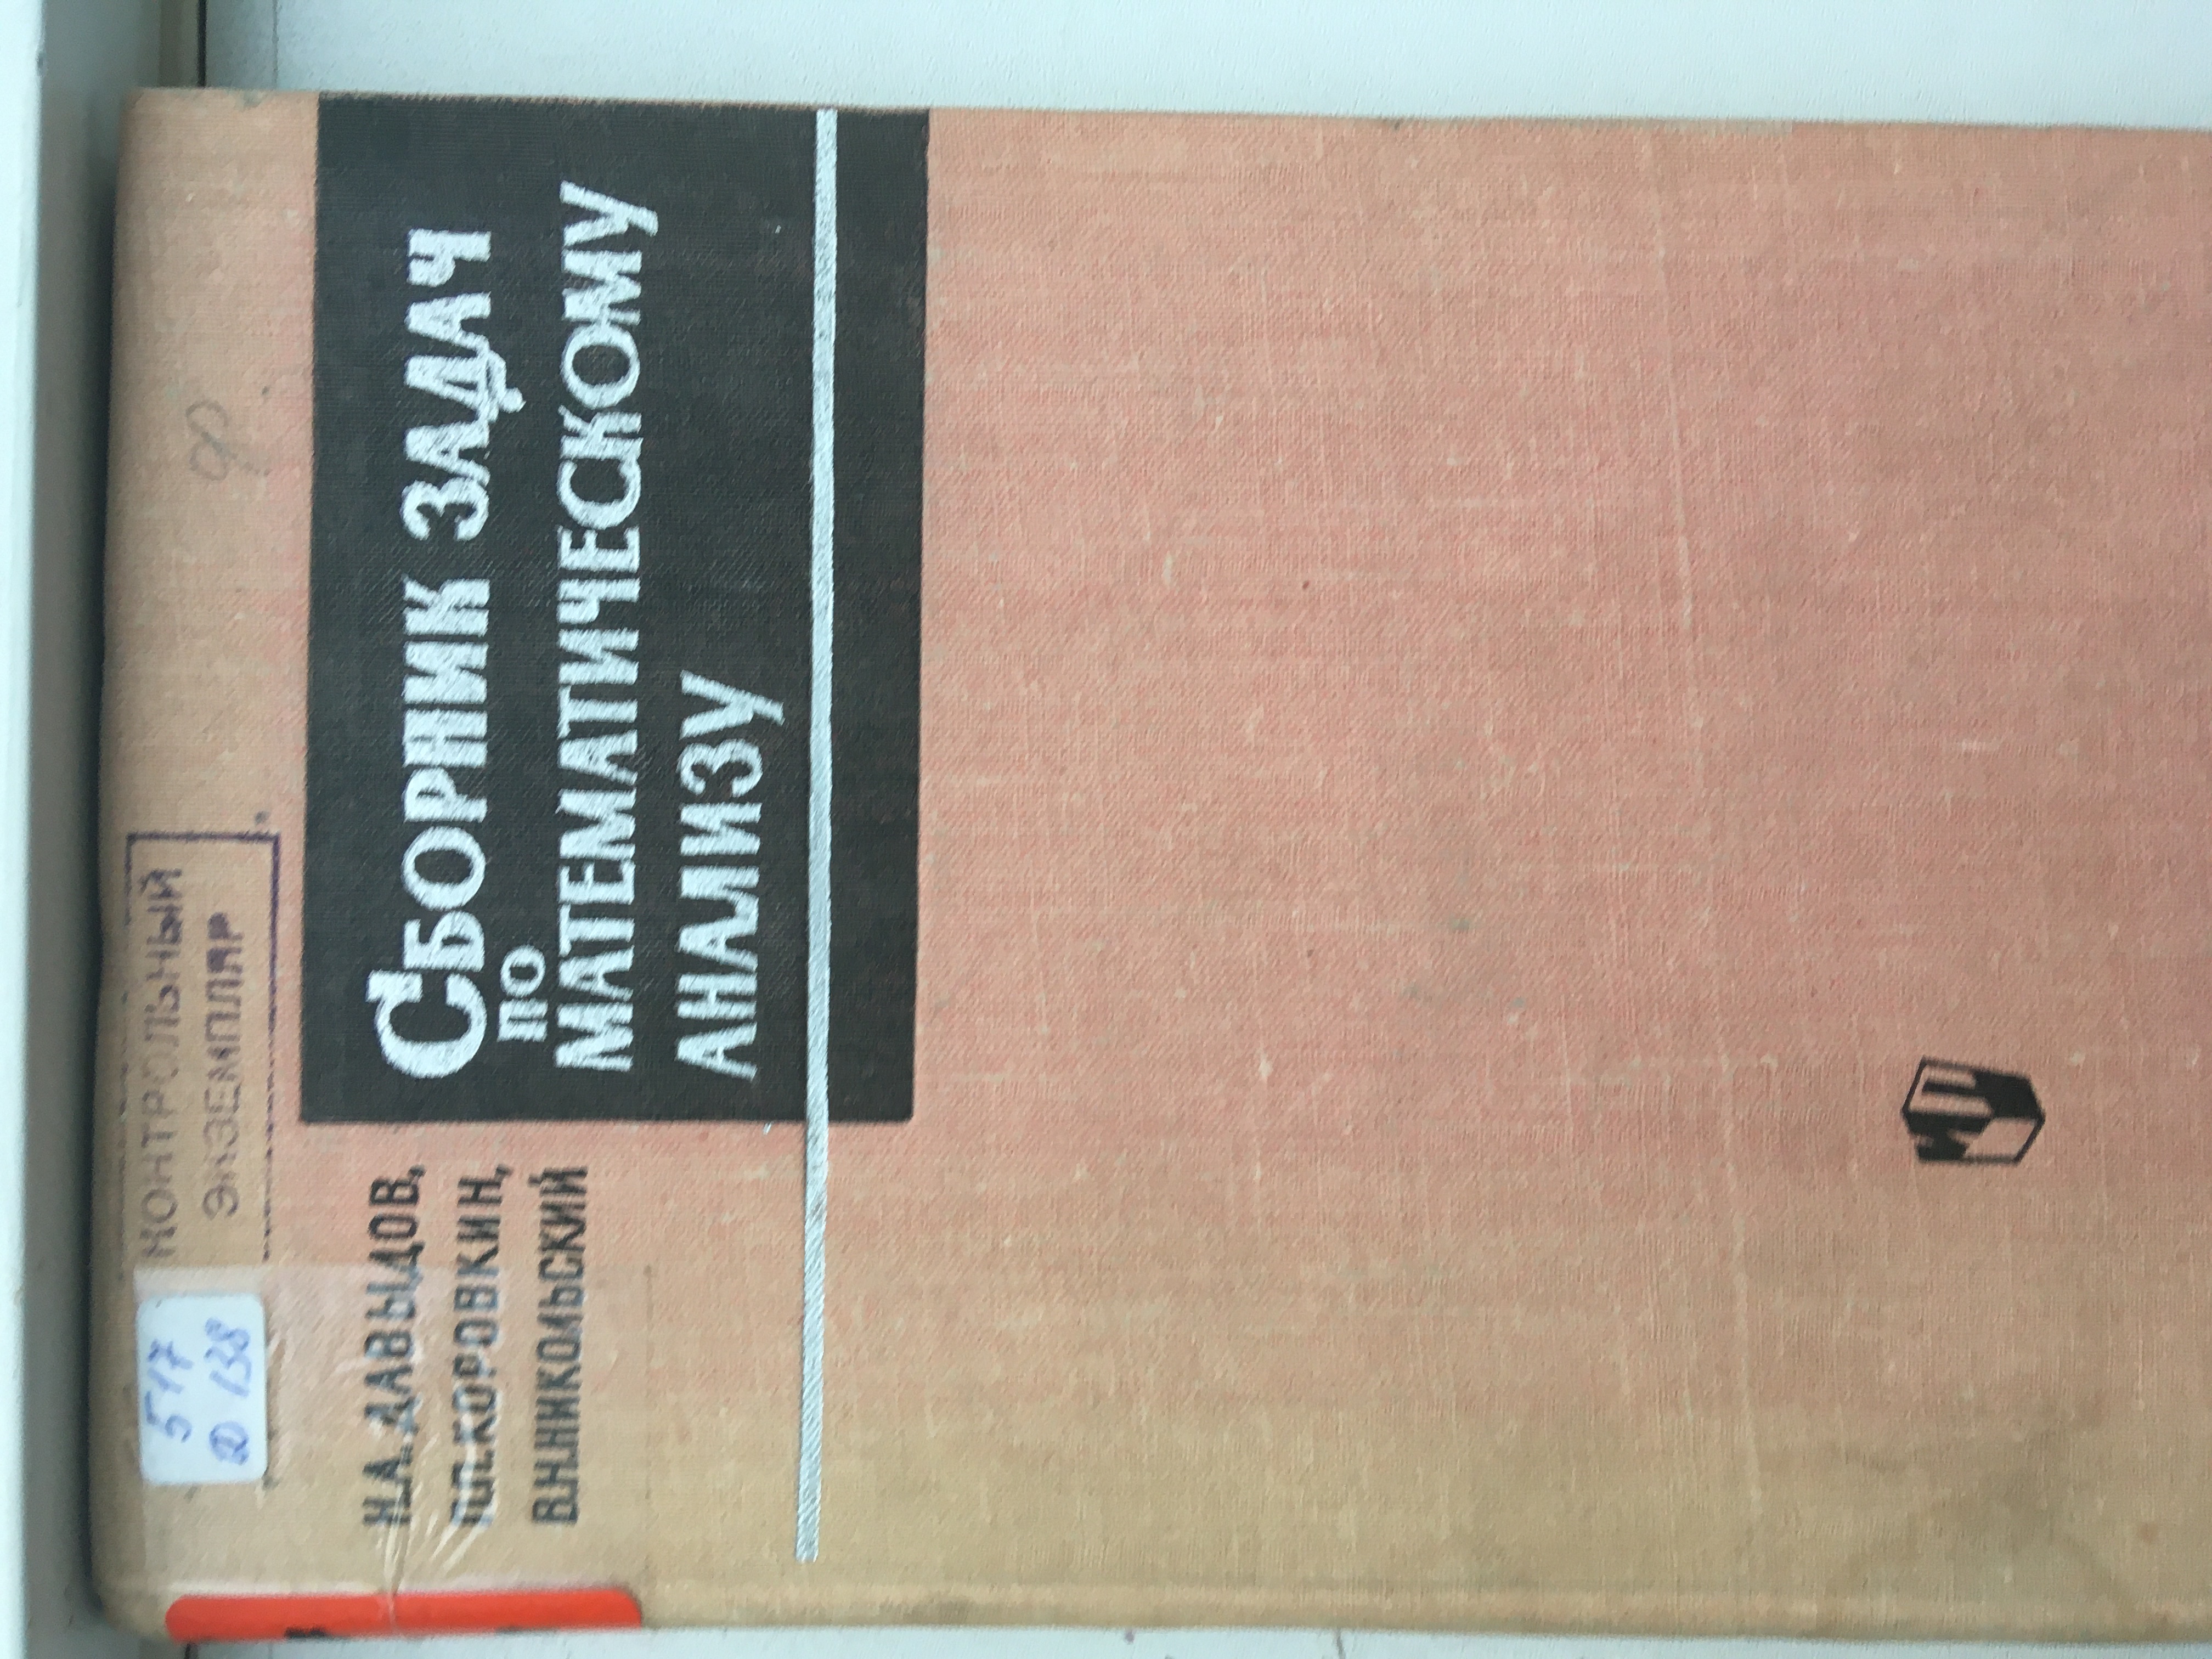 КОНТРОЛЬНЫЙ
ЭКЗЕМПЛЯР
517
Д 138
Н.А.ДАВЫДОВ,
П.П.КОРОВКИН,
В.Н.НИКОЛЬСКИЙ
СБОРНИК ЗАДАЧ
ПО
МАТЕМАТИЧЕСКОМУ
АНАЛИЗУ